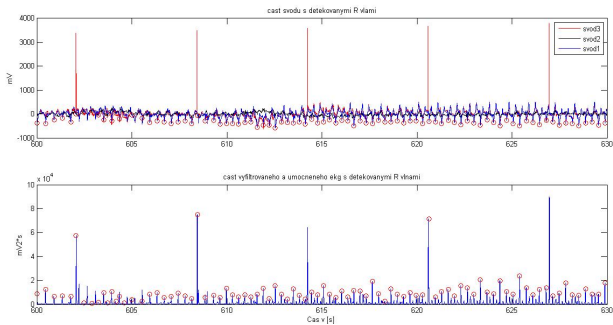 cast svodu s detekovanymi R vlami
4000
3000
2000
1000
0
-1000
mV
svod3
svod2
svod1
600
605
610
615
620
625
630
cast vyfiltrovaneho a umocneneho ekg s detekovanymi R vlnami
x 10⁴
10
8
6
4
2
0
mV2*s
600
605
610
615
620
625
630
Cas v [s]